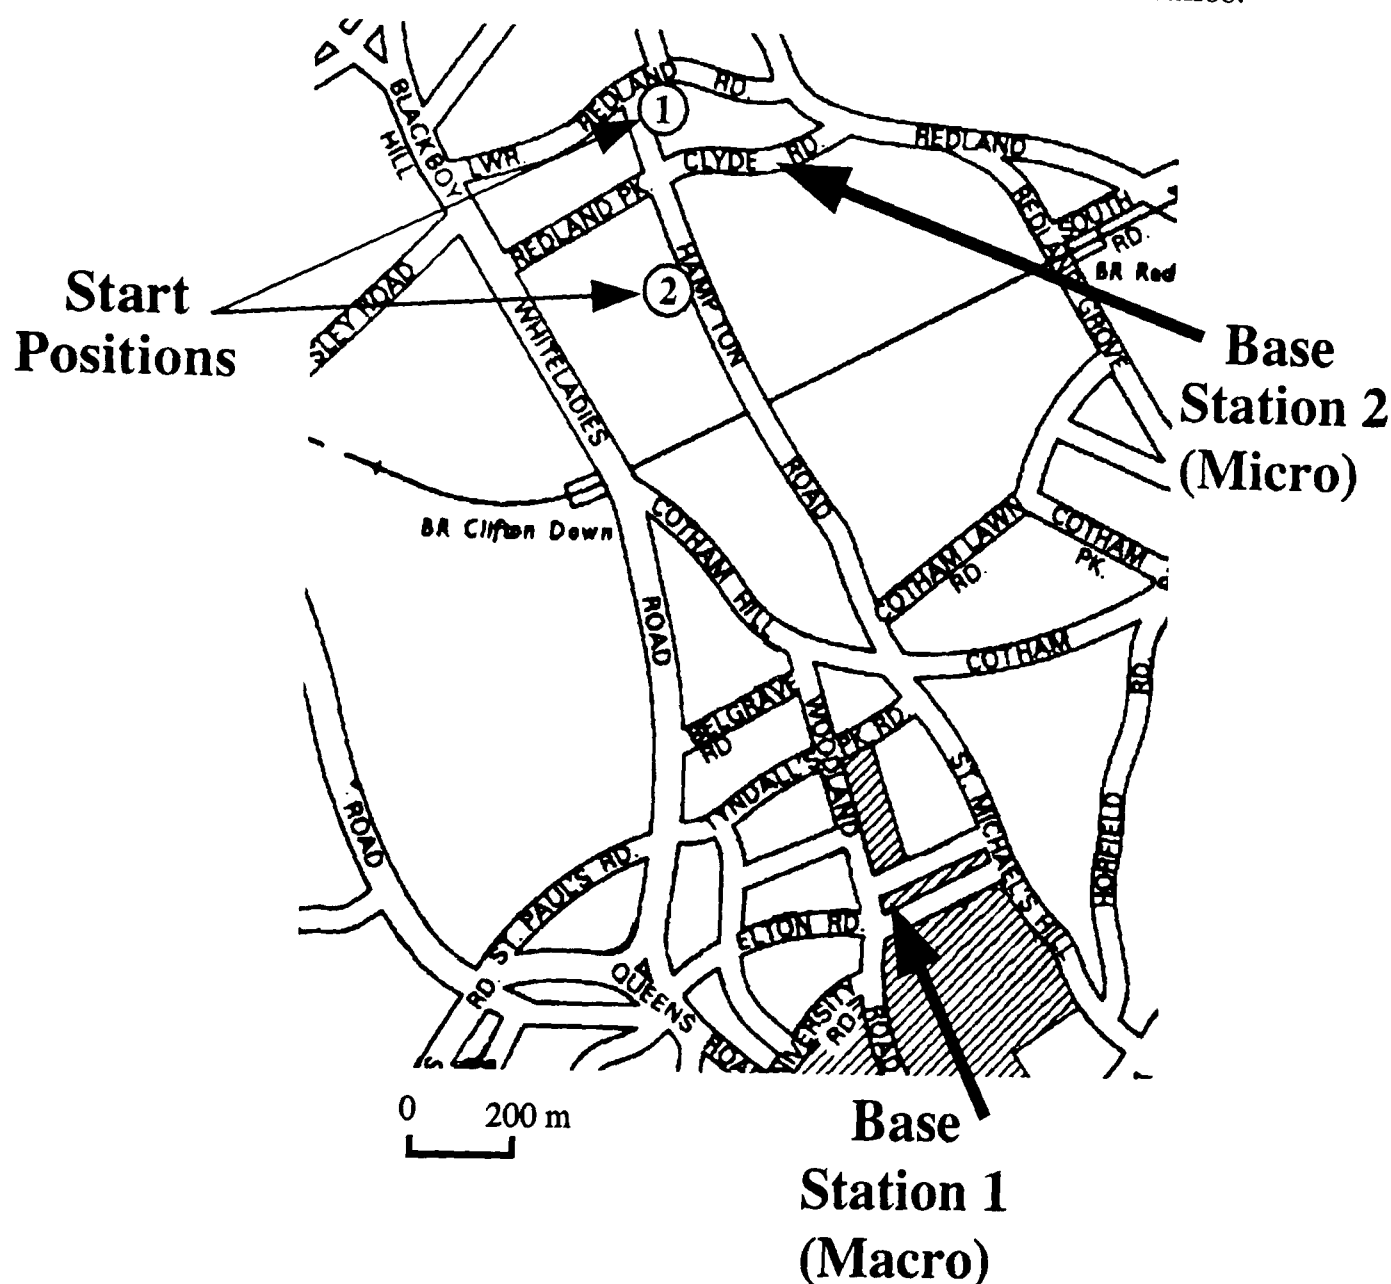 REDLAND
RD.
1
BLACKBOY
HILL
LWR.
CLYDE RD.
REDLAND
REDLAND PK.
REDLAND
GROVE
SOUTH
RD.
BR Red
Start
Positions
2
HAMPTON
SLEY ROAD
WHITELADIES
Base
Station 2
(Micro)
ROAD
BR Clifton Down
COTHAM HILL
COTHAM LAWN
RD.
COTHAM
PK.
ROAD
COTHAM
RD.
BELGRAVE
RD
WOODLAND
TYNDALL'S PK. RD.
ST. MICHAEL'S HILL
HORFIELD
ROAD
ST. PAUL'S RD.
ELTON RD.
QUEENS
ROAD
RD.
NIVERSITY
RD.
ROAD
0 200 m
Base
Station 1
(Macro)